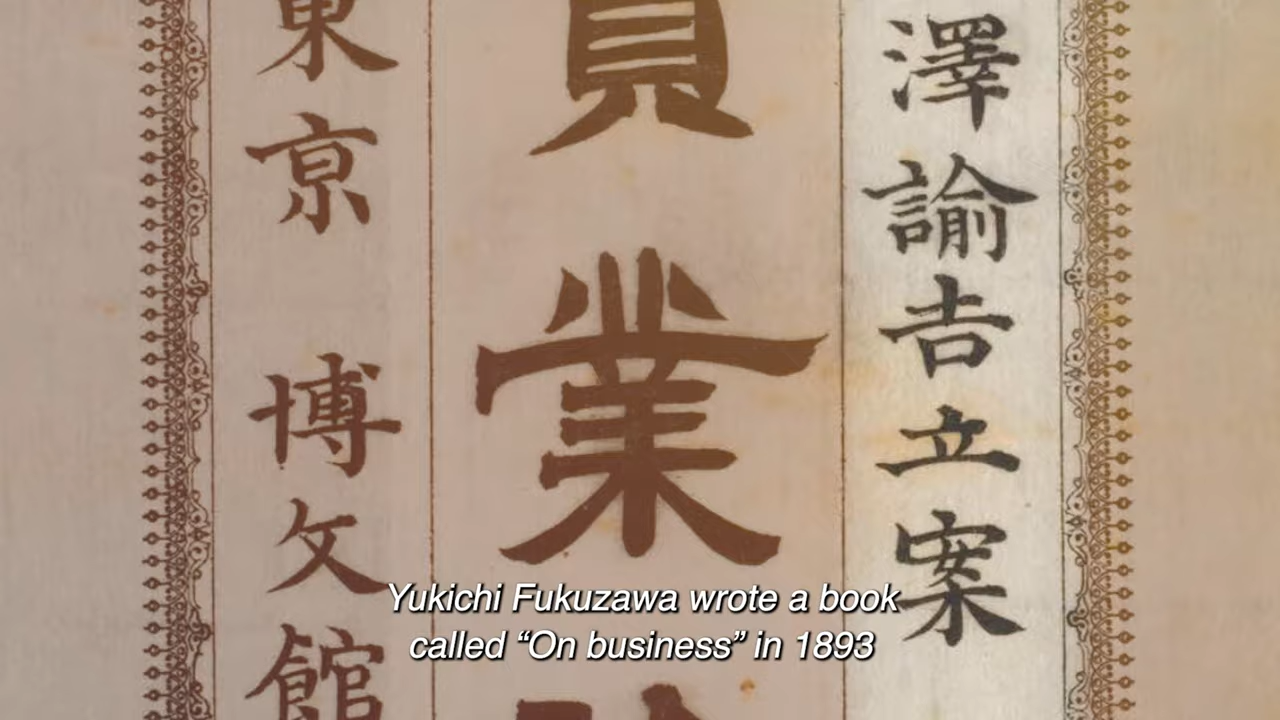 澤諭吉立案
業
東京 博文館
Yukichi Fukuzawa wrote a book
called “On business” in 1893